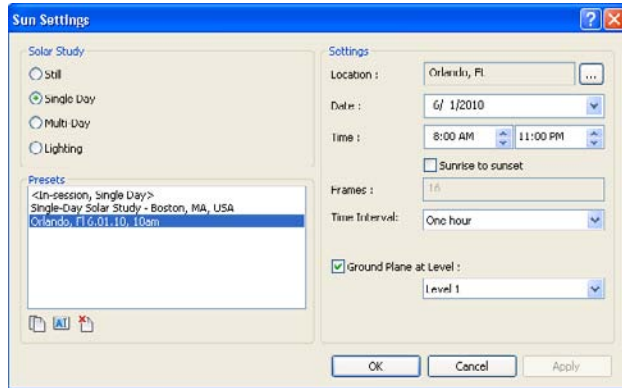 Sun Settings
Solar Study
Still
Single Day
Multi-Day
Lighting
Presets
<In-session, Single Day>
Single-Day Solar Study - Boston, MA, USA
Orlando, Fl 6.01.10, 10am
Settings
Location :
Orlando, FL
...
Date :
6/ 1/2010
Time :
8:00 AM
11:00 PM
Sunrise to sunset
Frames :
16
Time Interval:
One hour
Ground Plane at Level :
Level 1
OK
Cancel
Apply